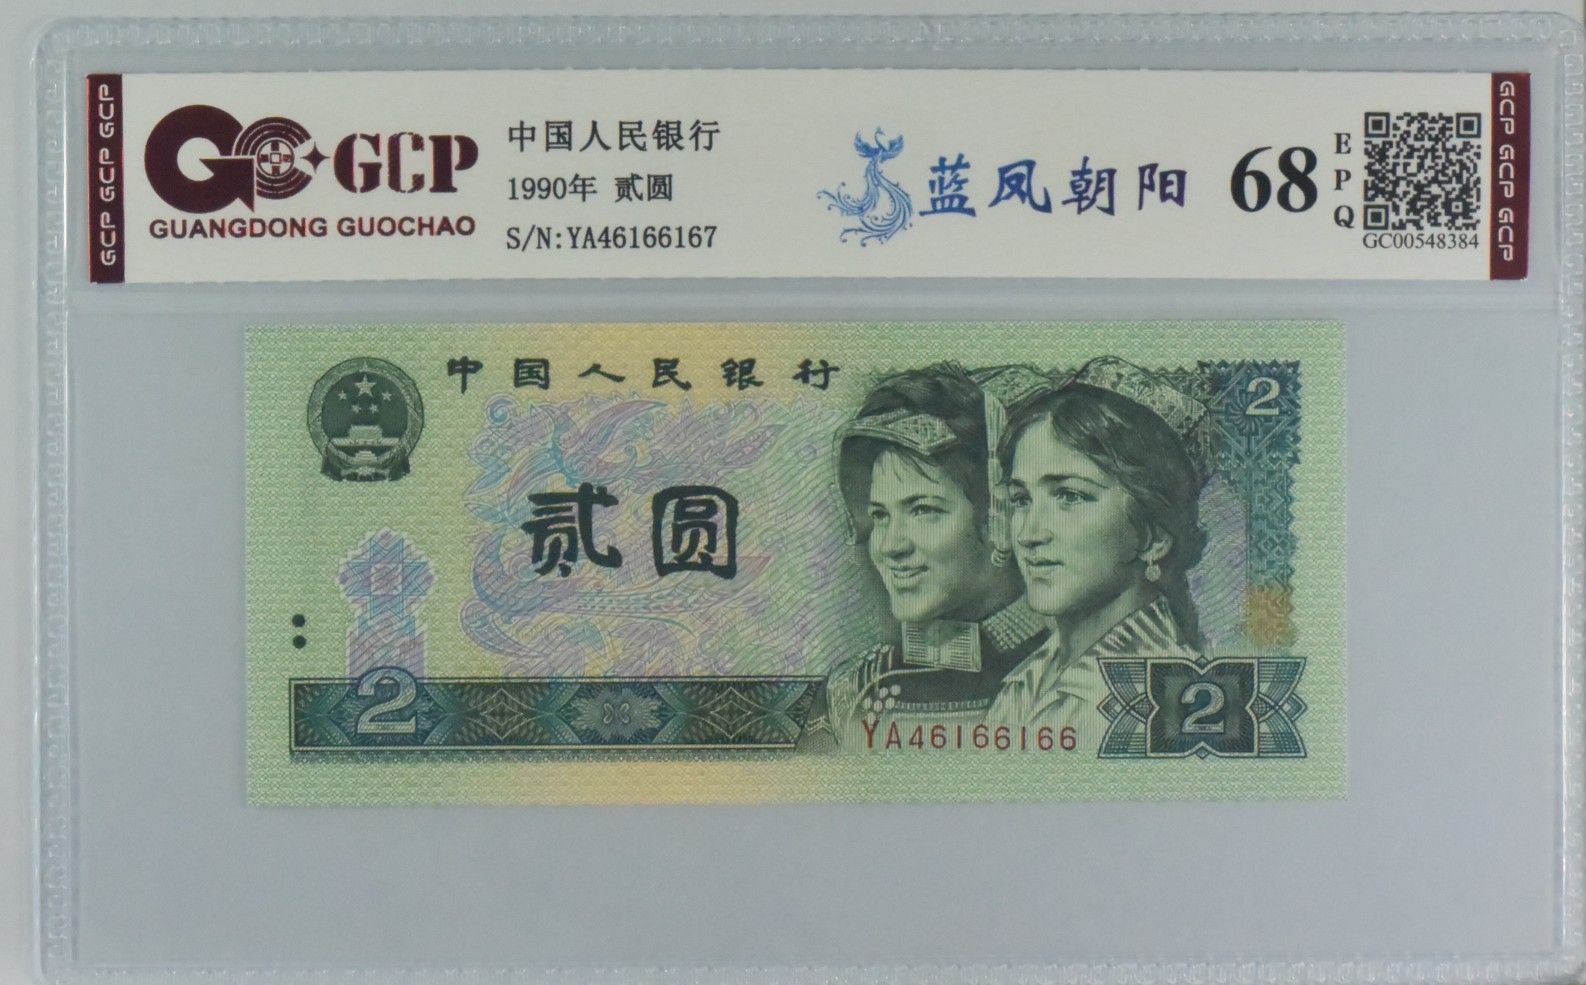 GCP GCP GCP
GCP
GUANGDONG GUOCHAO
中国人民银行
1990年 贰圆
S/N:YA46166167
蓝凤朝阳
68
EPQ
GC00548384
GCP GCP GCP
中国人民银行
2
贰圆
2
YA46166166
2